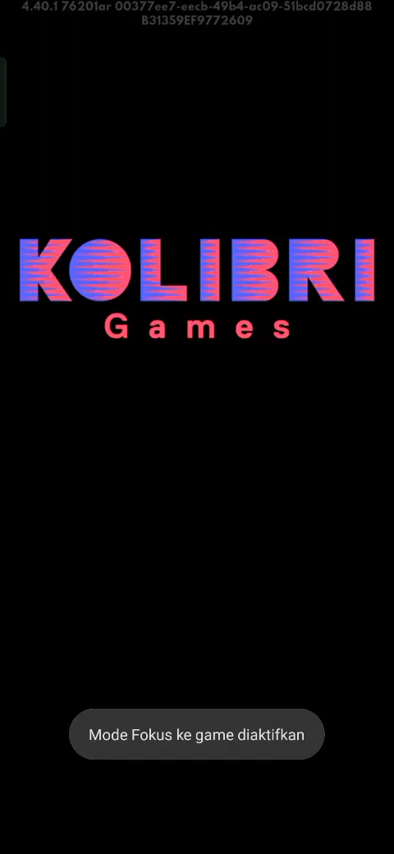 4.40.1 76201ar 00377ee7-eecb-49b4-ac09-51bcd0728d88
B31359EF9772609
KOLIBRI
Games
Mode Fokus ke game diaktifkan